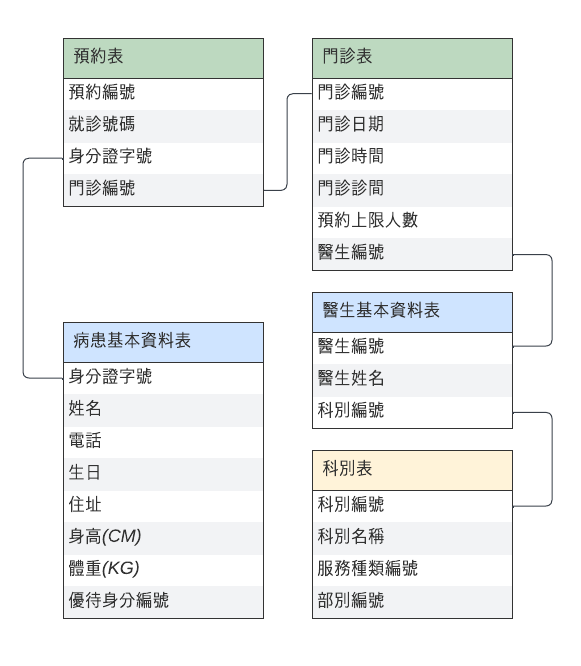 預約表
預約編號
就診號碼
身分證字號
門診編號
門診表
門診編號
門診日期
門診時間
門診診間
預約上限人數
醫生編號
病患基本資料表
身分證字號
姓名
電話
生日
住址
身高(CM)
體重(KG)
優待身分編號
醫生基本資料表
醫生編號
醫生姓名
科別編號
科別表
科別編號
科別名稱
服務種類編號
部別編號